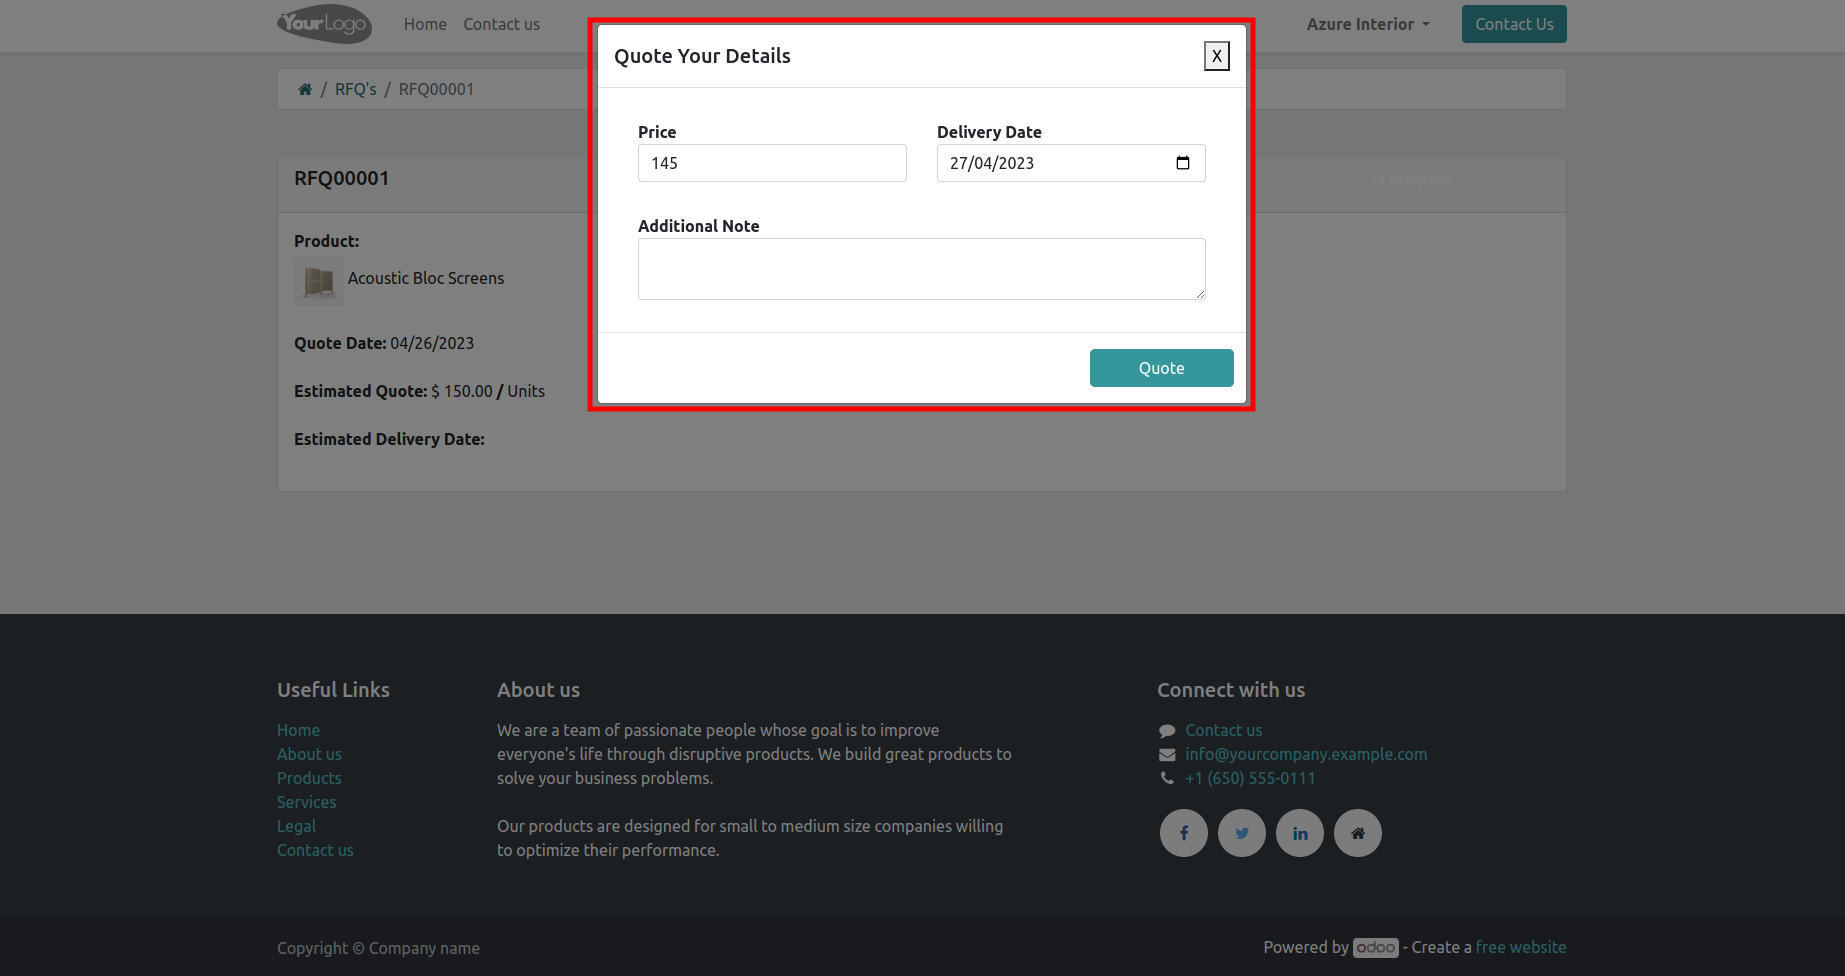 YourLogo Home Contact us Azure Interior Contact Us
Quote Your Details X
/ RFQ's / RFQ00001
Price Delivery Date
145 27/04/2023
RFQ00001 In Progress
Additional Note
Product:
Acoustic Bloc Screens
Quote Date: 04/26/2023
Quote
Estimated Quote: $ 150.00 / Units
Estimated Delivery Date:
Useful Links
Home
About us
Products
Services
Legal
Contact us
About us
We are a team of passionate people whose goal is to improve
everyone's life through disruptive products. We build great products to
solve your business problems.
Our products are designed for small to medium size companies willing
to optimize their performance.
Connect with us
Contact us
info@yourcompany.example.com
+1 (650) 555-0111
Copyright © Company name
Powered by odoo - Create a free website